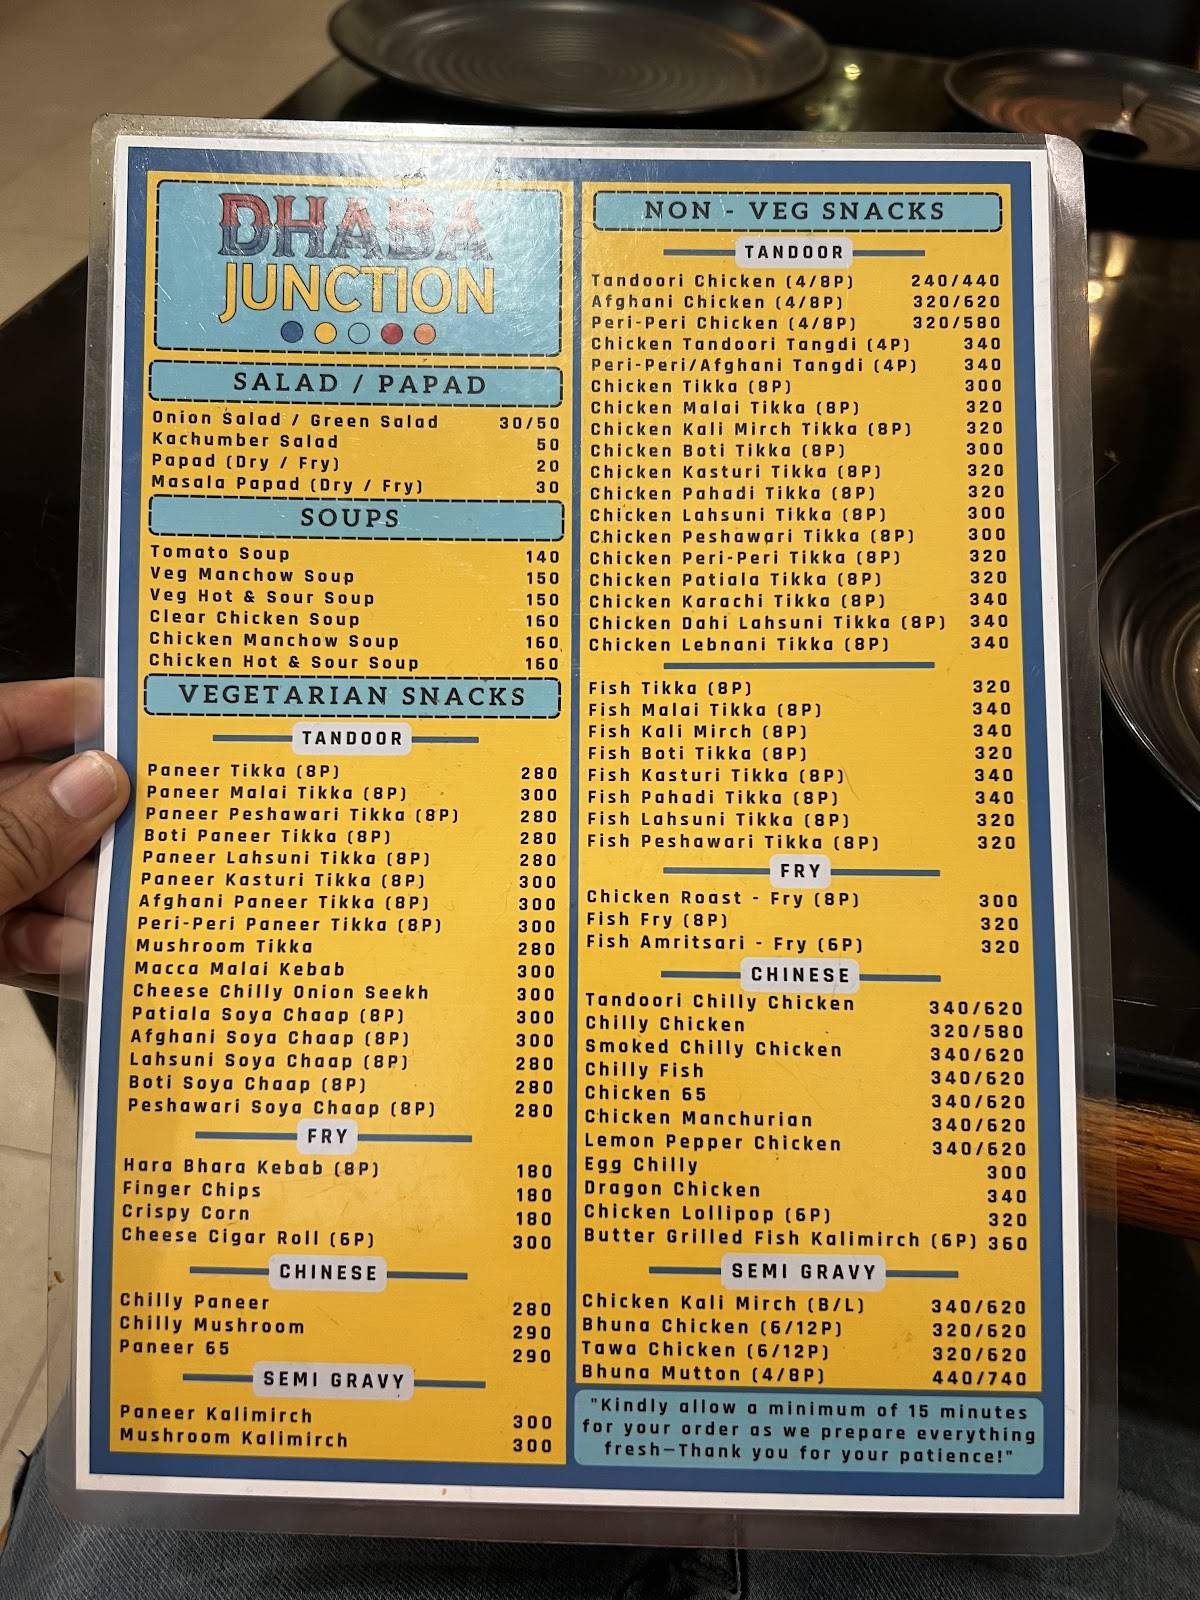 DHABA
JUNCTION
SALAD / PAPAD
Onion Salad / Green Salad 30/50
Kachumber Salad 50
Papad (Dry / Fry) 20
Masala Papad (Dry / Fry) 30
SOUPS
Tomato Soup 140
Veg Manchow Soup 150
Veg Hot & Sour Soup 150
Clear Chicken Soup 160
Chicken Manchow Soup 160
Chicken Hot & Sour Soup 160
VEGETARIAN SNACKS
TANDOOR
Paneer Tikka (8P) 280
Paneer Malai Tikka (8P) 300
Paneer Peshawari Tikka (8P) 280
Boti Paneer Tikka (8P) 280
Paneer Lahsuni Tikka (8P) 280
Paneer Kasturi Tikka (8P) 300
Afghani Paneer Tikka (8P) 300
Peri-Peri Paneer Tikka (8P) 300
Mushroom Tikka 280
Macca Malai Kebab 300
Cheese Chilly Onion Seekh 300
Patiala Soya Chaap (8P) 300
Afghani Soya Chaap (8P) 300
Lahsuni Soya Chaap (8P) 280
Boti Soya Chaap (8P) 280
Peshawari Soya Chaap (8P) 280
FRY
Hara Bhara Kebab (8P) 180
Finger Chips 180
Crispy Corn 180
Cheese Cigar Roll (6P) 300
CHINESE
Chilly Paneer 280
Chilly Mushroom 290
Paneer 65 290
SEMI GRAVY
Paneer Kalimirch 300
Mushroom Kalimirch 300
NON - VEG SNACKS
TANDOOR
Tandoori Chicken (4/8P) 240/440
Afghani Chicken (4/8P) 320/620
Peri-Peri Chicken (4/8P) 320/580
Chicken Tandoori Tangdi (4P) 340
Peri-Peri/Afghani Tangdi (4P) 340
Chicken Tikka (8P) 300
Chicken Malai Tikka (8P) 320
Chicken Kali Mirch Tikka (8P) 320
Chicken Boti Tikka (8P) 300
Chicken Kasturi Tikka (8P) 320
Chicken Pahadi Tikka (8P) 320
Chicken Lahsuni Tikka (8P) 300
Chicken Peshawari Tikka (8P) 300
Chicken Peri-Peri Tikka (8P) 320
Chicken Patiala Tikka (8P) 320
Chicken Karachi Tikka (8P) 340
Chicken Dahi Lahsuni Tikka (8P) 340
Chicken Lebnani Tikka (8P) 340
Fish Tikka (8P) 320
Fish Malai Tikka (8P) 340
Fish Kali Mirch (8P) 340
Fish Boti Tikka (8P) 320
Fish Kasturi Tikka (8P) 340
Fish Pahadi Tikka (8P) 340
Fish Lahsuni Tikka (8P) 320
Fish Peshawari Tikka (8P) 320
FRY
Chicken Roast - Fry (8P) 300
Fish Fry (8P) 320
Fish Amritsari - Fry (6P) 320
CHINESE
Tandoori Chilly Chicken 340/620
Chilly Chicken 320/580
Smoked Chilly Chicken 340/620
Chilly Fish 340/620
Chicken 65 340/620
Chicken Manchurian 340/620
Lemon Pepper Chicken 340/620
Egg Chilly 300
Dragon Chicken 340
Chicken Lollipop (6P) 320
Butter Grilled Fish Kalimirch (6P) 360
SEMI GRAVY
Chicken Kali Mirch (B/L) 340/620
Bhuna Chicken (6/12P) 320/620
Tawa Chicken (6/12P) 320/620
Bhuna Mutton (4/8P) 440/740
"Kindly allow a minimum of 15 minutes
for your order as we prepare everything
fresh—Thank you for your patience!"